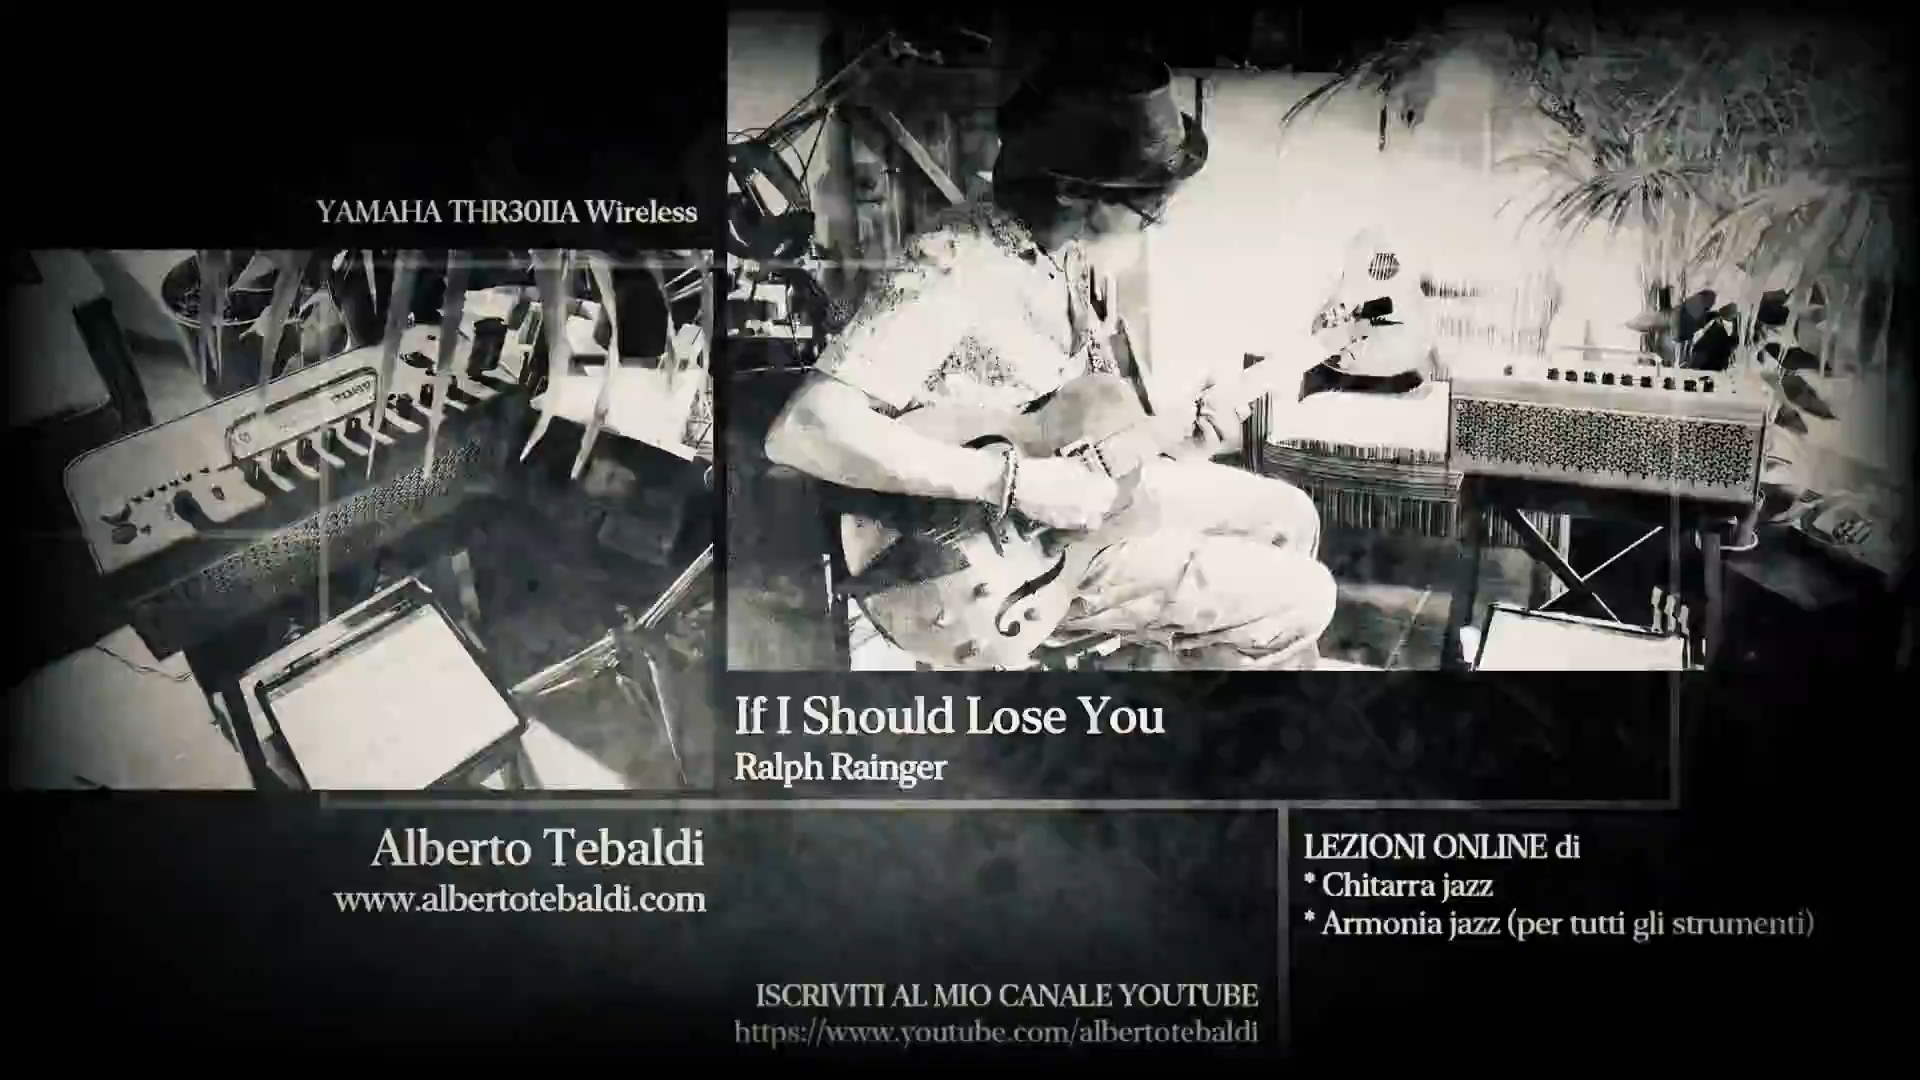 YAMAHA THR30IIA Wireless
If I Should Lose You
Ralph Rainger
Alberto Tebaldi
www.albertotebaldi.com
LEZIONI ONLINE di
* Chitarra jazz
* Armonia jazz (per tutti gli strumenti)
ISCRIVITI AL MIO CANALE YOUTUBE
https://www.youtube.com/albertotebaldi